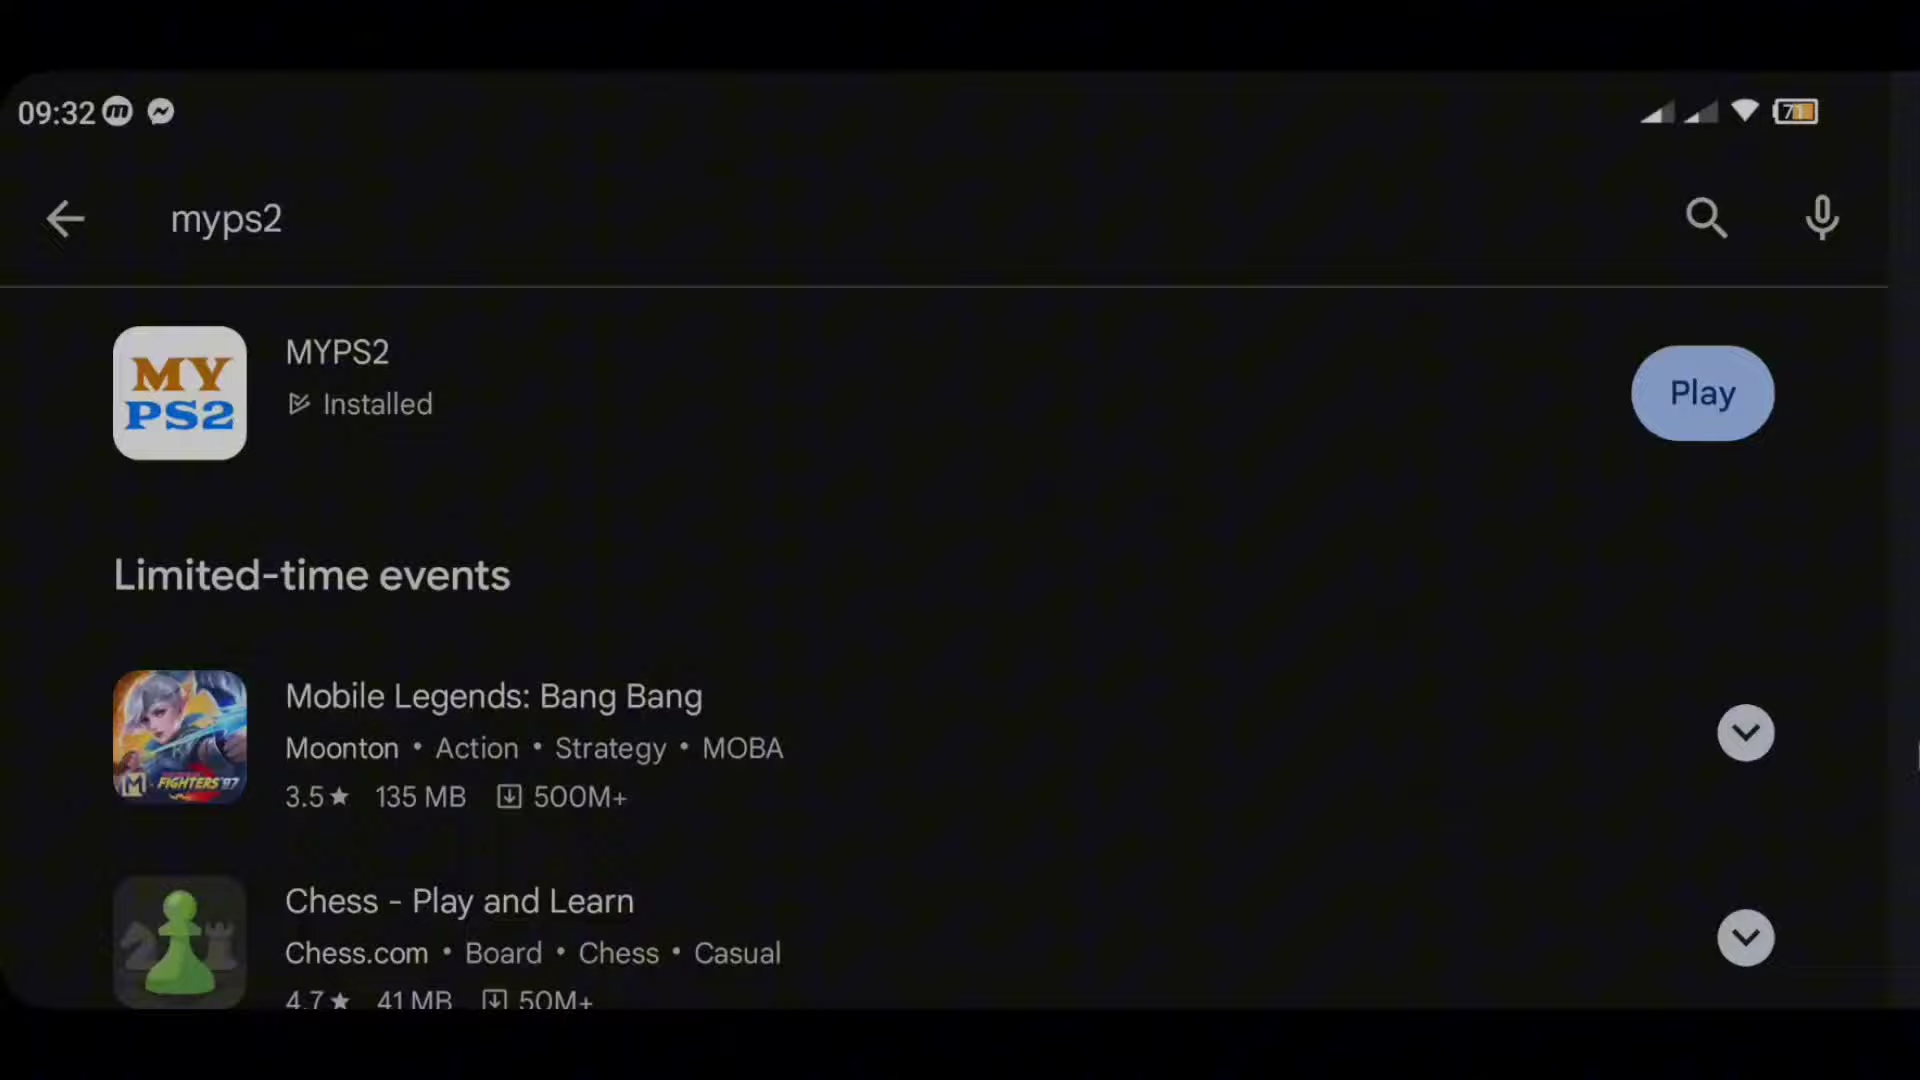 09:32
71
myps2
MY
PS2
MYPS2
Installed
Play
Limited-time events
FIGHTERS'97
Mobile Legends: Bang Bang
Moonton • Action • Strategy • MOBA
3.5★ 135 MB 500M+
Chess - Play and Learn
Chess.com • Board • Chess • Casual
4.7★ 41 MB 50M+